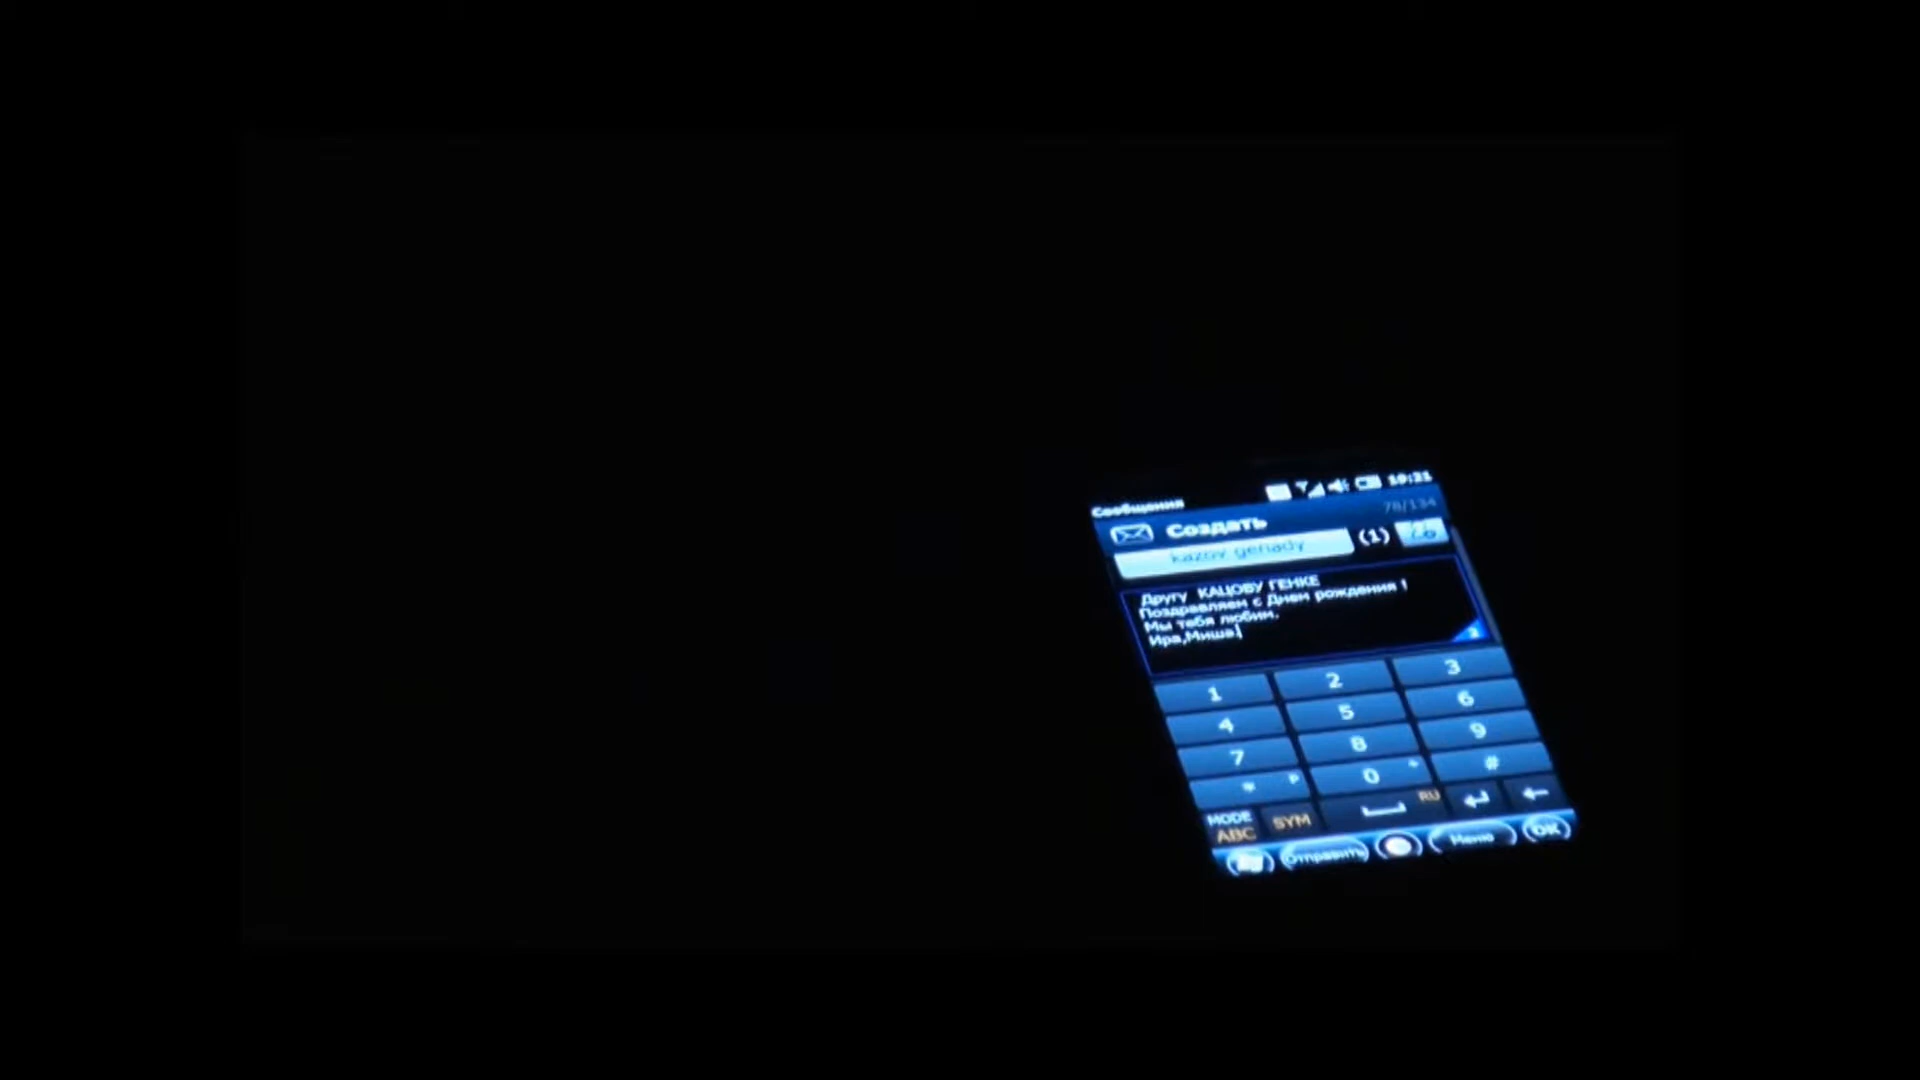 Сообщения 19:21
Создать 78/134
kazov genady (1)
Другу КАЦОВУ ГЕНКЕ
Поздравляем с Днем рождения !
Мы тебя любим.
Ира,Миша
1 2 3
4 5 6
7 8 9
* P 0 + #
MODE ABC SYM RU
Отправить Меню OK